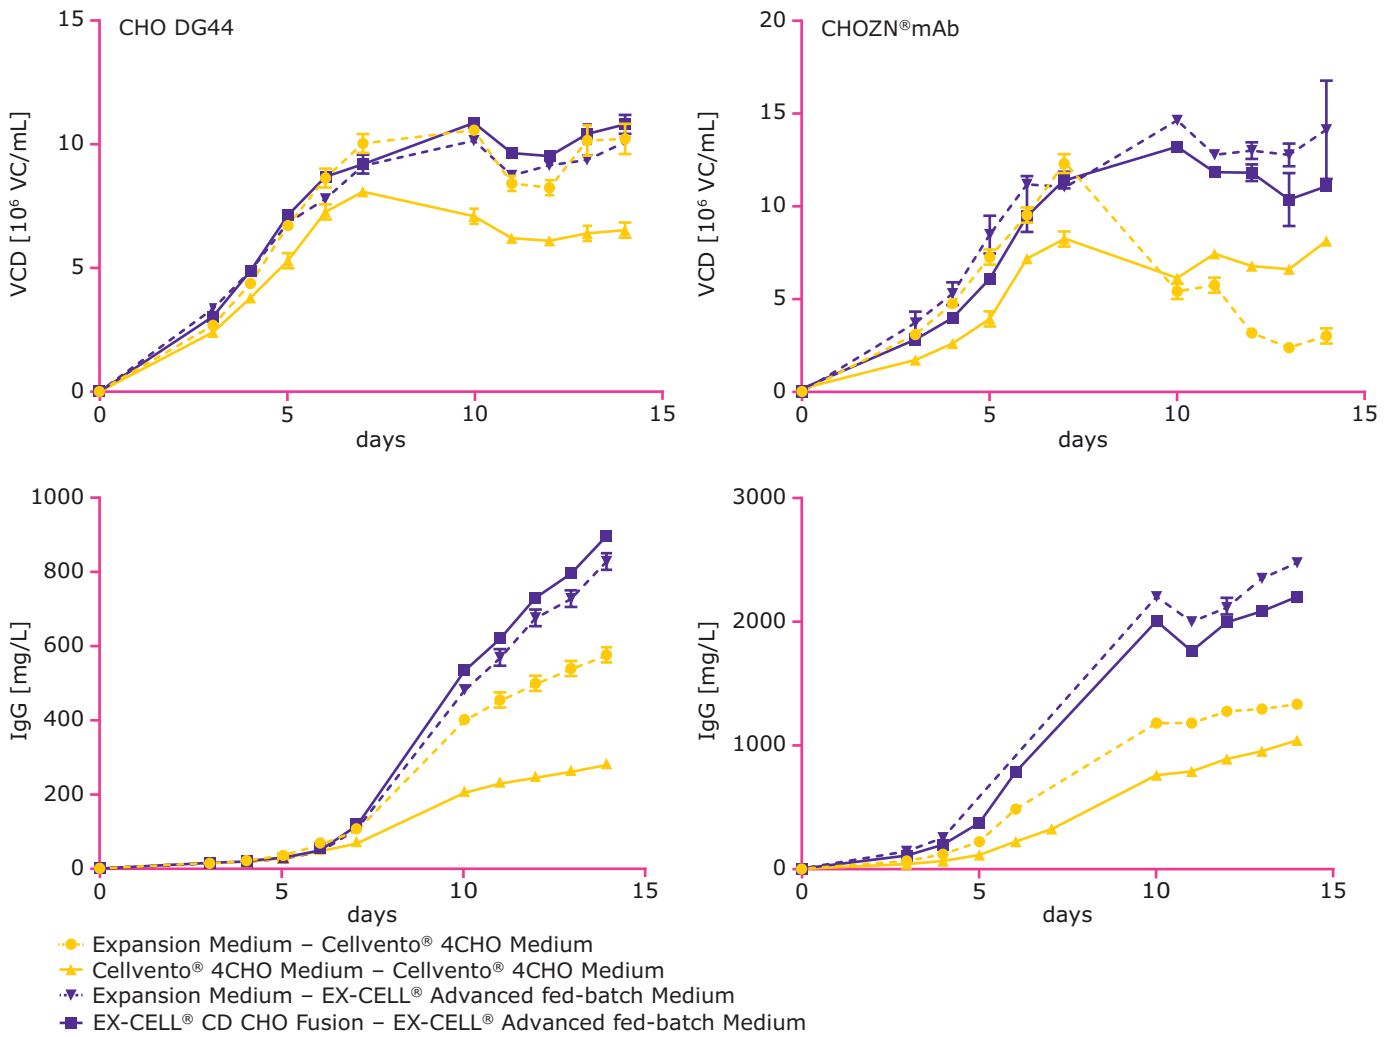 CHO DG44
VCD [10⁶ VC/mL]
15
10
5
0
0 5 10 15
days
CHOZN®mAb
VCD [10⁶ VC/mL]
20
15
10
5
0
0 5 10 15
days
IgG [mg/L]
1000
800
600
400
200
0
0 5 10 15
days
IgG [mg/L]
3000
2000
1000
0
0 5 10 15
days
Expansion Medium – Cellvento® 4CHO Medium
Cellvento® 4CHO Medium – Cellvento® 4CHO Medium
Expansion Medium – EX-CELL® Advanced fed-batch Medium
EX-CELL® CD CHO Fusion – EX-CELL® Advanced fed-batch Medium